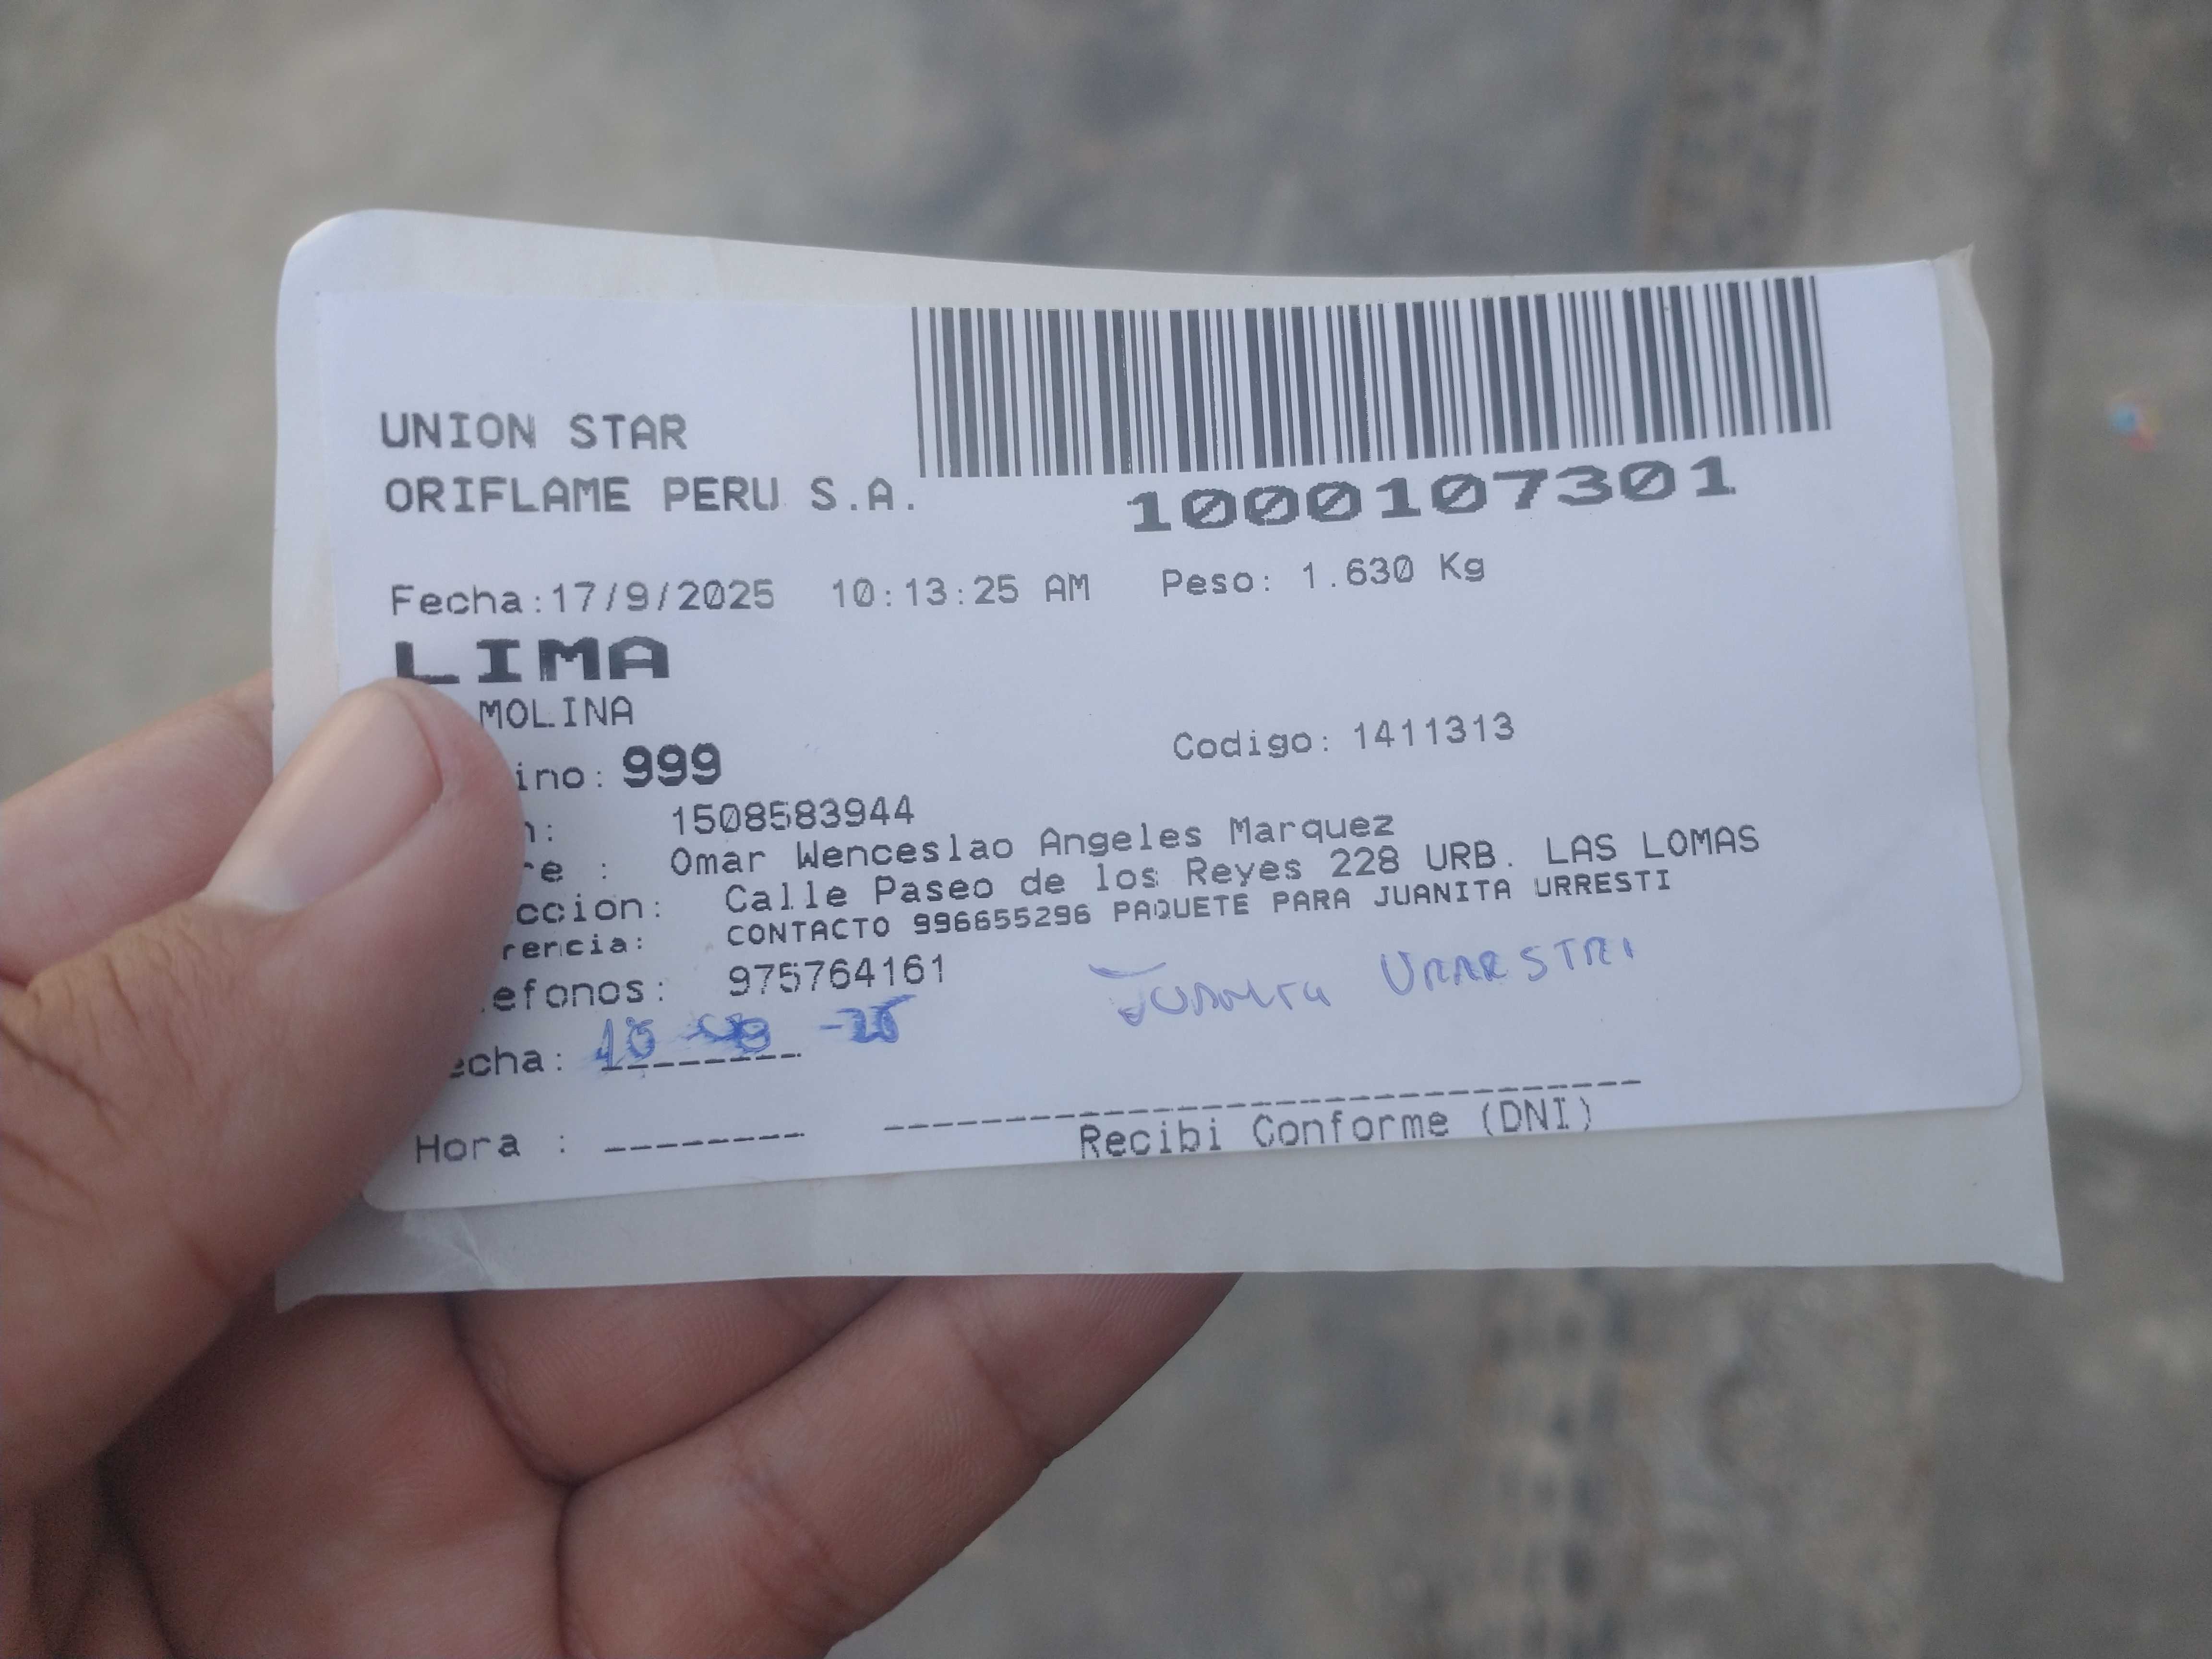 UNION STAR
ORIFLAME PERU S.A.
1000107301
Fecha:17/9/2025 10:13:25 AM Peso: 1.630 Kg
LIMA
MOLINA
ino: 999 Codigo: 1411313
n: 1508583944
re : Omar Wenceslao Angeles Marquez
ccion: Calle Paseo de los Reyes 228 URB. LAS LOMAS
rencia: CONTACTO 996655296 PAQUETE PARA JUANITA URRESTI
efonos: 975764161
echa:
Hora :
Recibi Conforme (DNI)